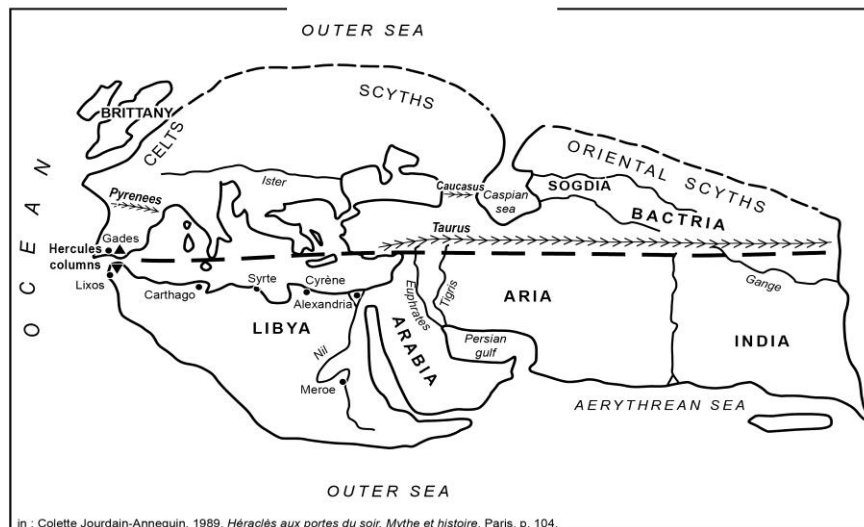 OUTER SEA
SCYTHS
BRITTANY
CELTS
OCEAN
ORIENTAL SCYTHS
Ister
Caucasus
Caspian
sea
SOGDIA
BACTRIA
Pyrenees
Taurus
Gades
Hercules
columns
Lixos
Carthago
Syrte
Cyrène
Alexandria
Euphrates
Tigris
ARIA
Gange
LIBYA
Nil
ARABIA
Persian
gulf
INDIA
Meroe
AERYTHREAN SEA
OUTER SEA
in : Colette Jourdain-Annequin, 1989, Héraclès aux portes du soir. Mythe et histoire, Paris, p. 104.